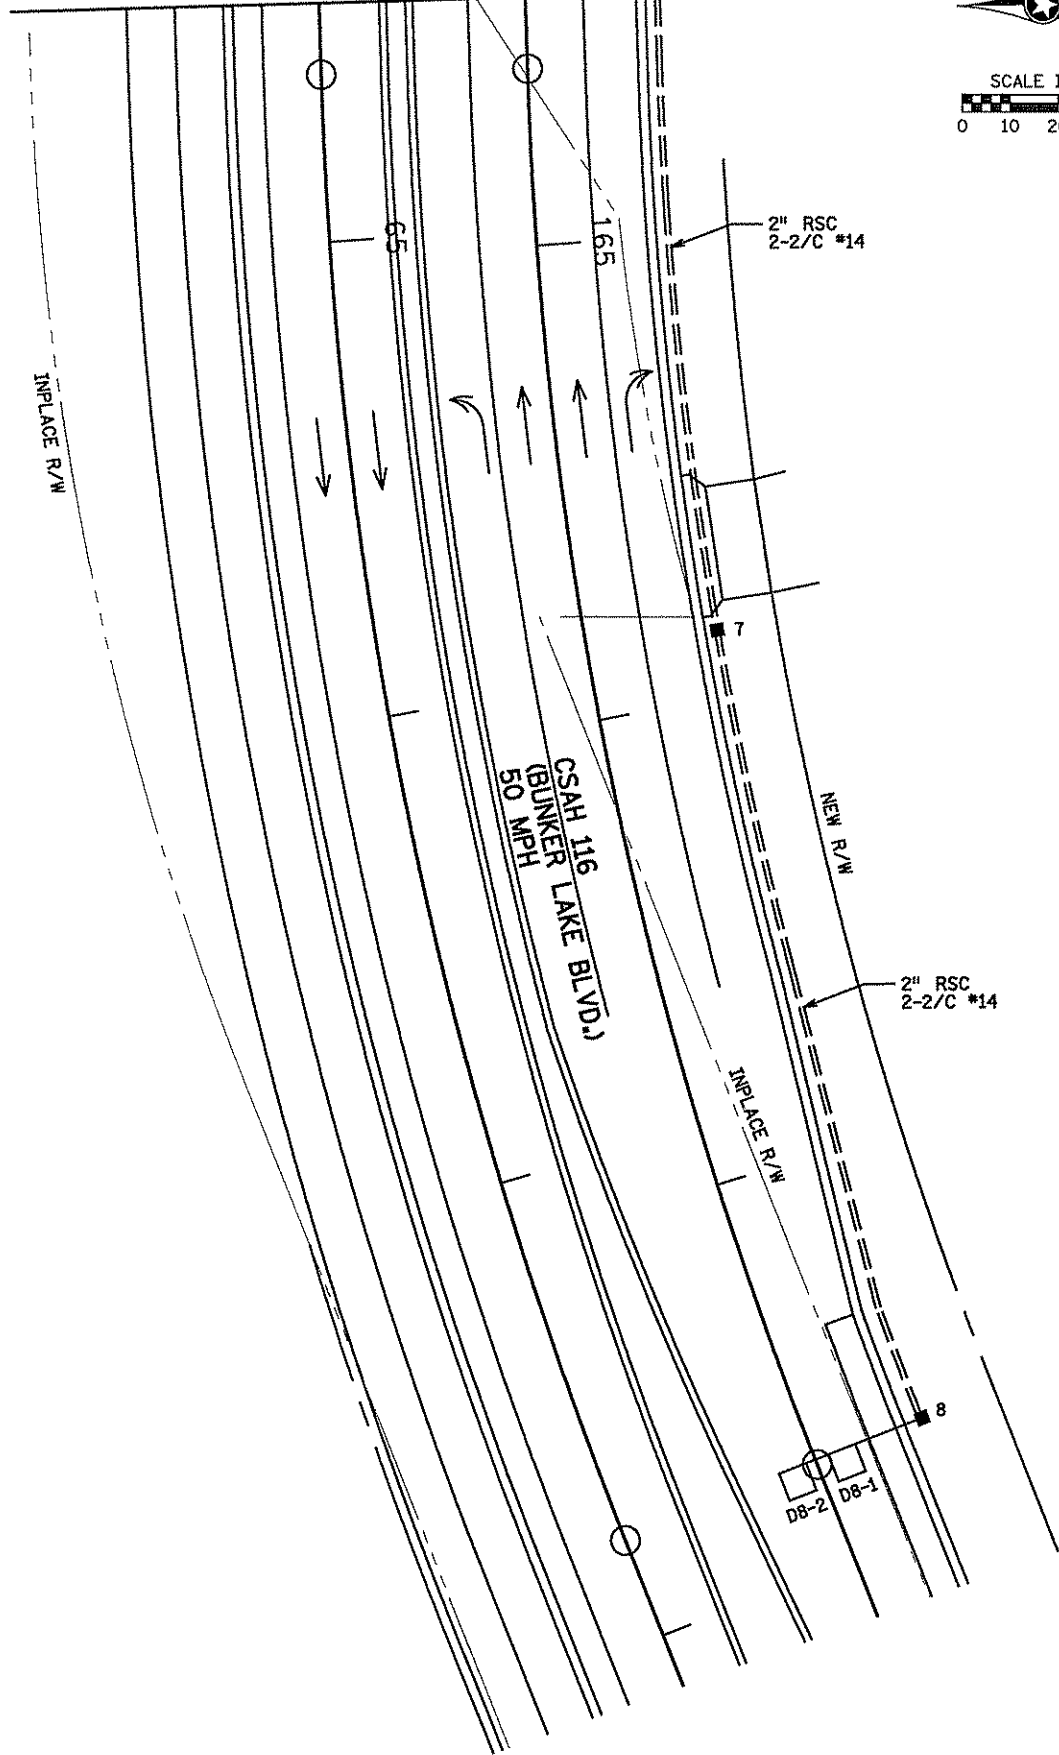 SCALE
0 10
2" RSC
2-2/C #14
65
165
INPLACE R/W
7
CSAH 116
(BUNKER LAKE BLVD.)
50 MPH
NEW R/W
2" RSC
2-2/C #14
INPLACE R/W
8
D8-2 D8-1